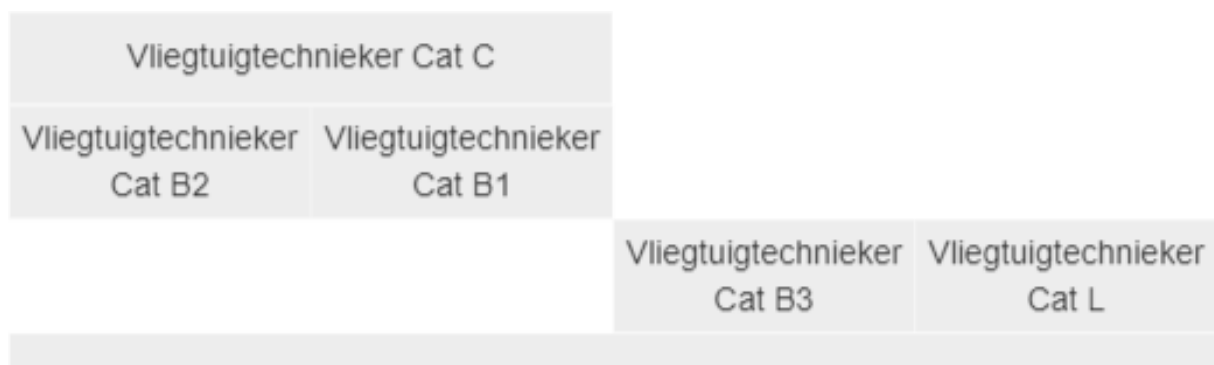 Vliegtuigtechnieker Cat C
Vliegtuigtechnieker Vliegtuigtechnieker
Cat B2 Cat B1
Vliegtuigtechnieker Vliegtuigtechnieker
Cat B3 Cat L